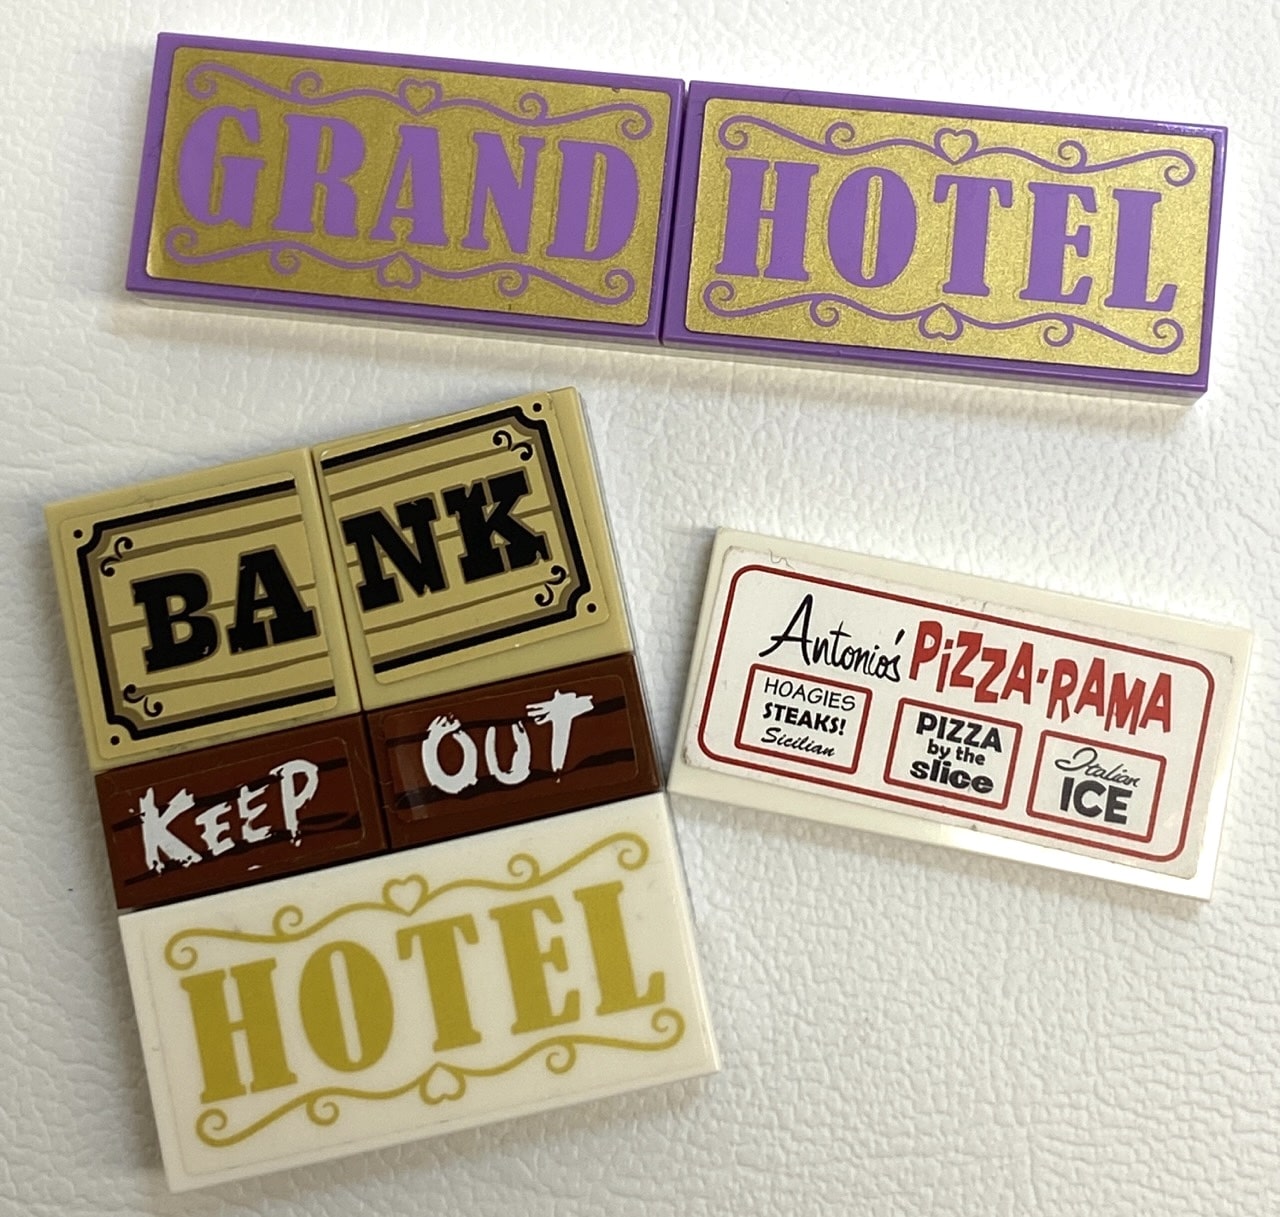 GRAND HOTEL
BANK
KEEP OUT
HOTEL
Antonio's PiZZA·RAMA
HOAGIES
STEAKS!
Sicilian
PIZZA
by the
slice
Italian
ICE